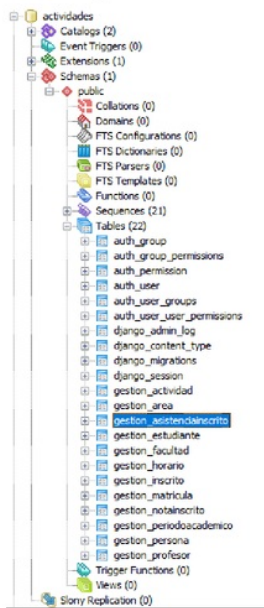 actividades
Catalogs (2)
Event Triggers (0)
Extensions (1)
Schemas (1)
public
Collations (0)
Domains (0)
FTS Configurations (0)
FTS Dictionaries (0)
FTS Parsers (0)
FTS Templates (0)
Functions (0)
Sequences (21)
Tables (22)
auth_group
auth_group_permissions
auth_permission
auth_user
auth_user_groups
auth_user_user_permissions
django_admin_log
django_content_type
django_migrations
django_session
gestion_actividad
gestion_area
gestion_asistenciainscrito
gestion_estudiante
gestion_facultad
gestion_horario
gestion_inscrito
gestion_matricula
gestion_notainscrito
gestion_periodoacademico
gestion_persona
gestion_profesor
Trigger Functions (0)
Views (0)
Slony Replication (0)